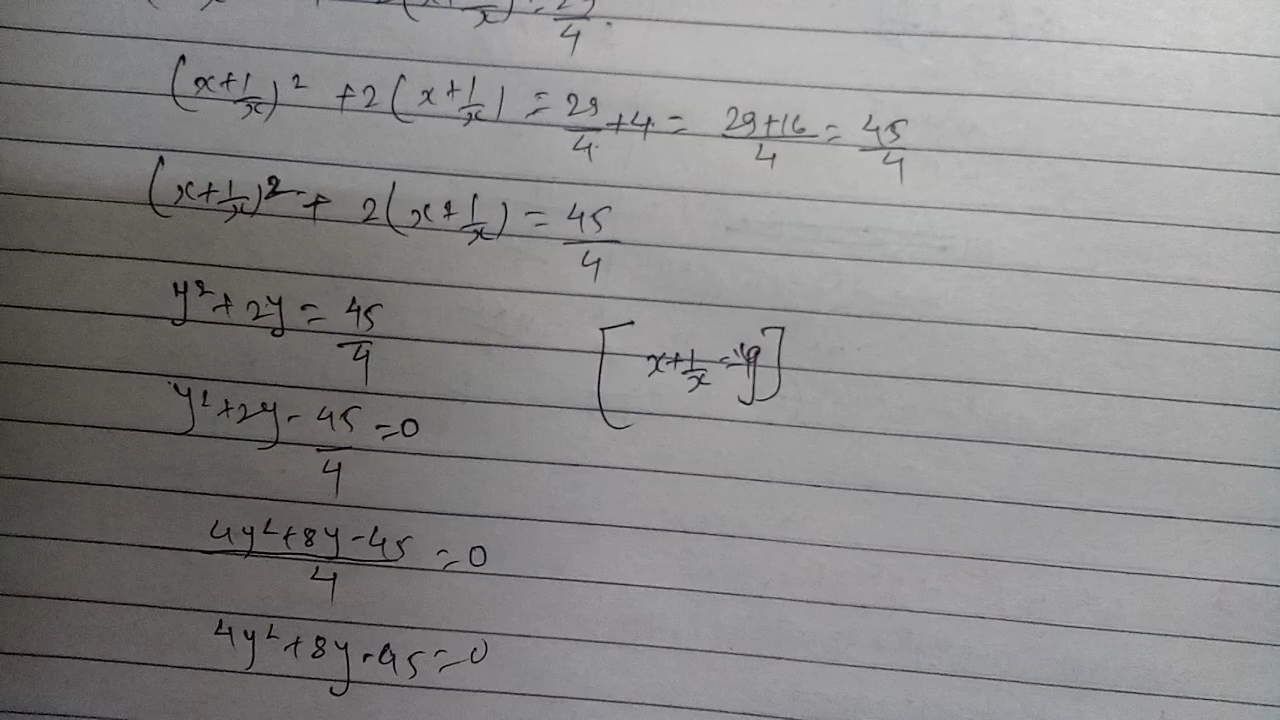 (x+1/x)² +2(x+1/x) = 29/4 +4 = 29+16/4 = 45/4
(x+1/x)² + 2(x+1/x) = 45/4
y²+2y = 45/4 [x+1/x = y]
y²+2y-45/4 =0
4y²+8y-45/4 =0
4y²+8y-45=0